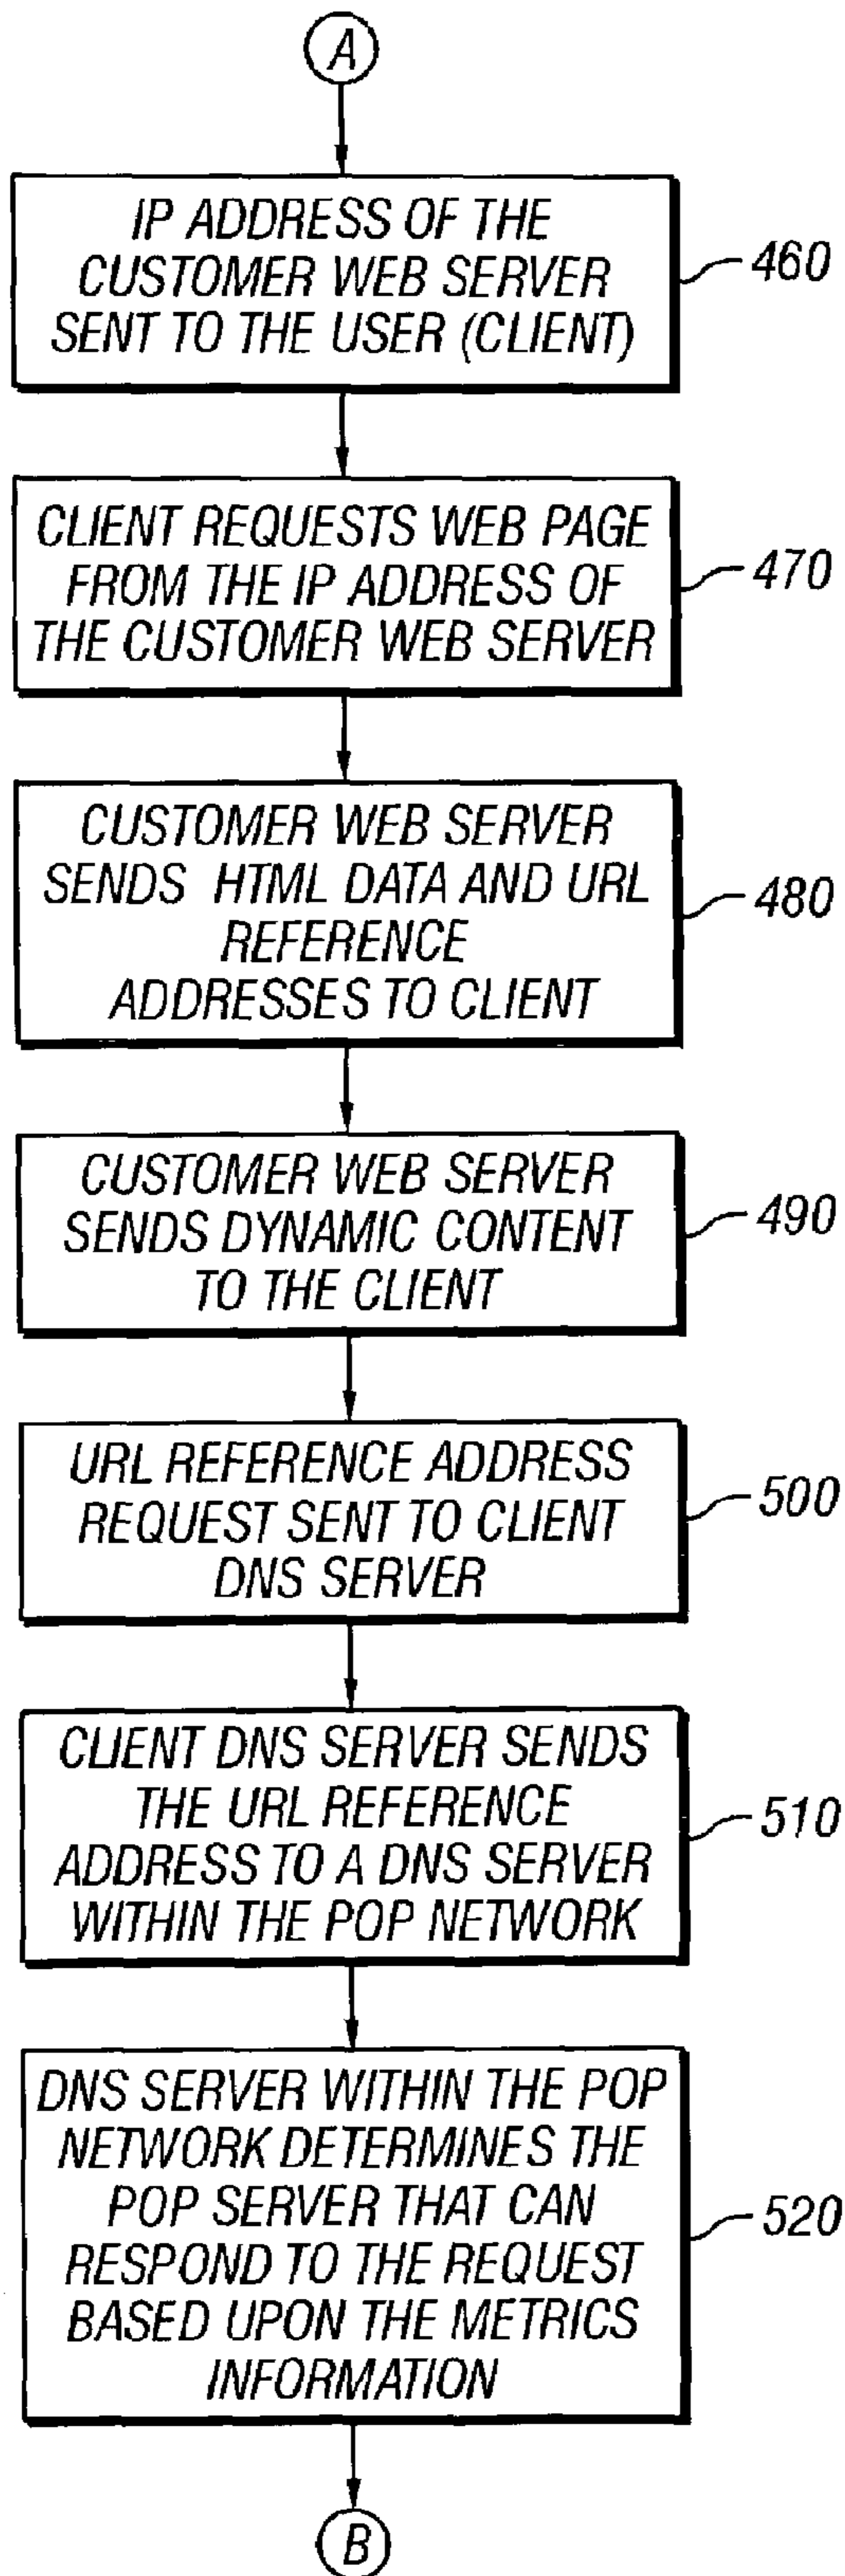 A
IP ADDRESS OF THE
CUSTOMER WEB SERVER
SENT TO THE USER (CLIENT)
460
CLIENT REQUESTS WEB PAGE
FROM THE IP ADDRESS OF
THE CUSTOMER WEB SERVER
470
CUSTOMER WEB SERVER
SENDS HTML DATA AND URL
REFERENCE
ADDRESSES TO CLIENT
480
CUSTOMER WEB SERVER
SENDS DYNAMIC CONTENT
TO THE CLIENT
490
URL REFERENCE ADDRESS
REQUEST SENT TO CLIENT
DNS SERVER
500
CLIENT DNS SERVER SENDS
THE URL REFERENCE
ADDRESS TO A DNS SERVER
WITHIN THE POP NETWORK
510
DNS SERVER WITHIN THE POP
NETWORK DETERMINES THE
POP SERVER THAT CAN
RESPOND TO THE REQUEST
BASED UPON THE METRICS
INFORMATION
520
B